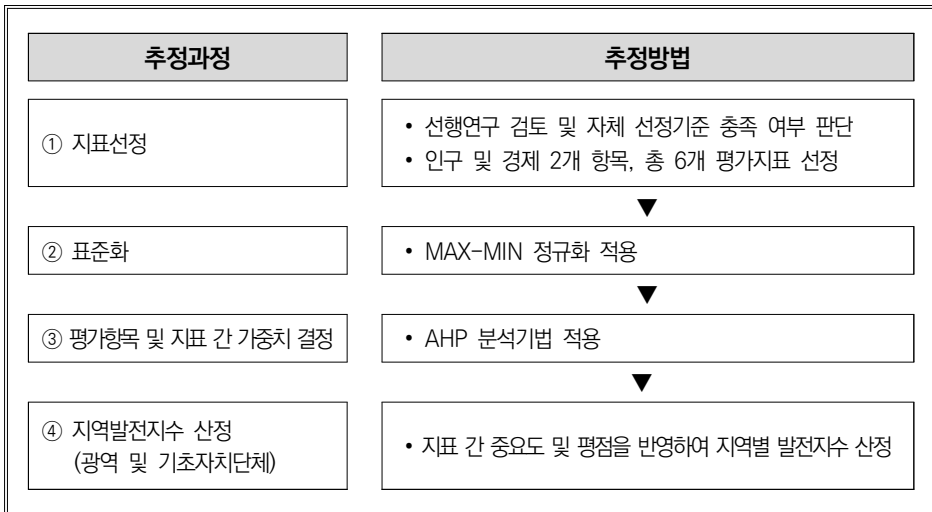 추정과정
추정방법
① 지표선정
• 선행연구 검토 및 자체 선정기준 충족 여부 판단
• 인구 및 경제 2개 항목, 총 6개 평가지표 선정
▼
② 표준화
• MAX-MIN 정규화 적용
▼
③ 평가항목 및 지표 간 가중치 결정
• AHP 분석기법 적용
▼
④ 지역발전지수 산정
(광역 및 기초자치단체)
• 지표 간 중요도 및 평점을 반영하여 지역별 발전지수 산정